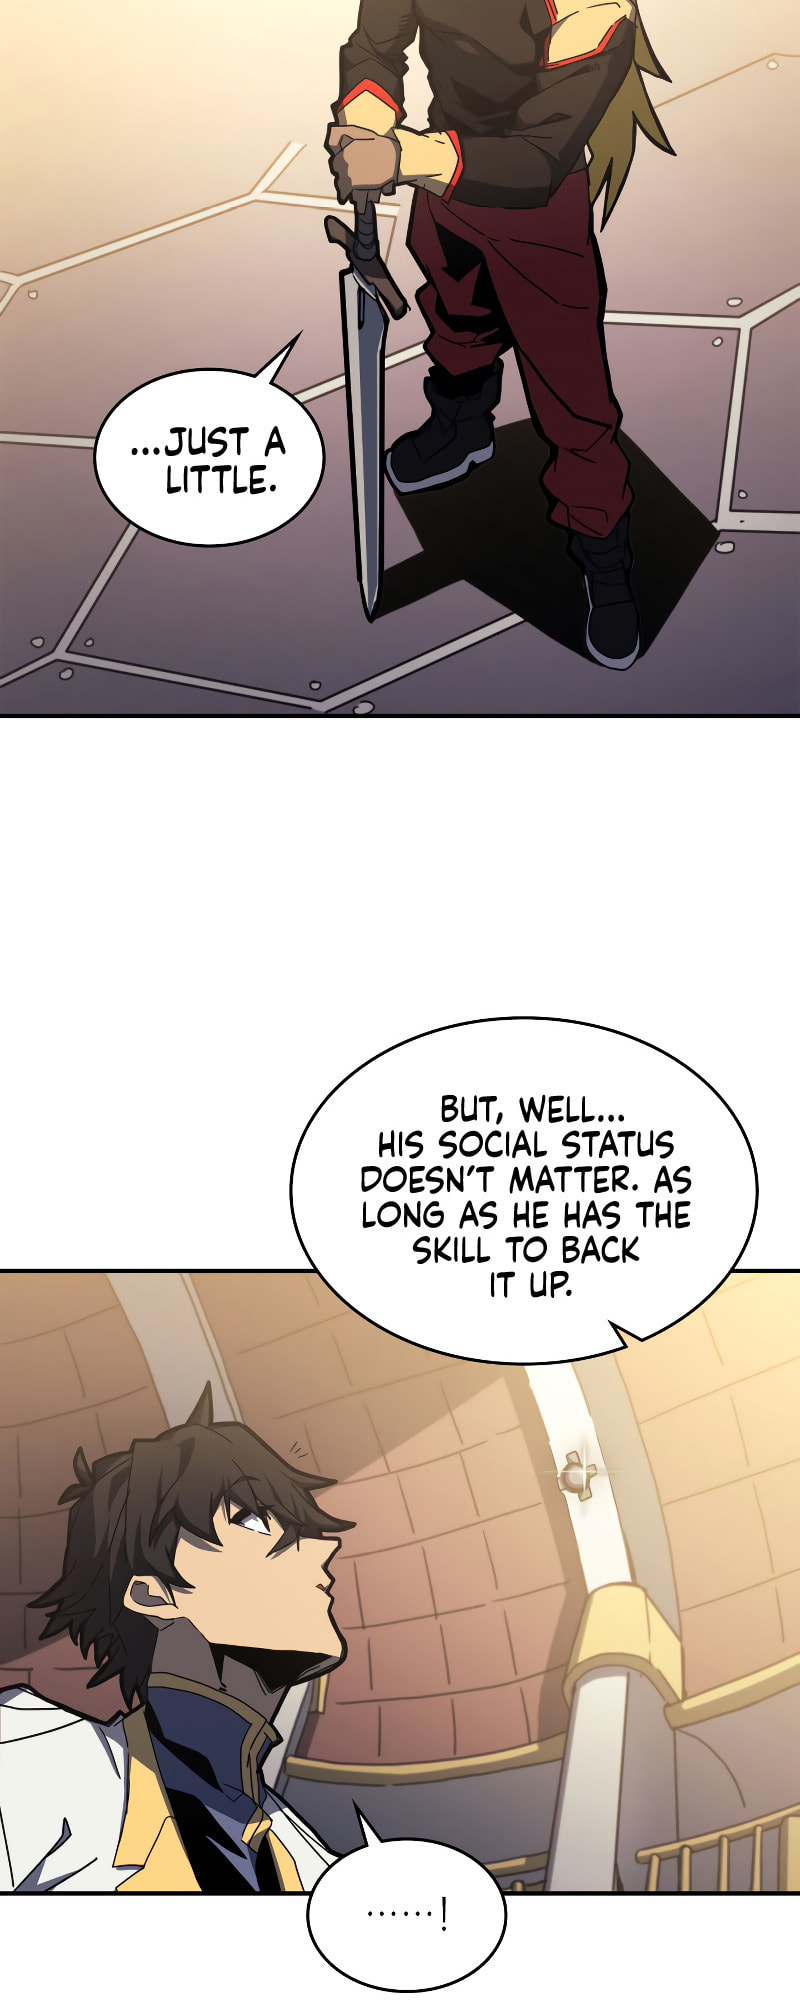 ...JUST A
LITTLE.
BUT, WELL...
HIS SOCIAL STATUS
DOESN'T MATTER. AS
LONG AS HE HAS THE
SKILL TO BACK
IT UP.
......!